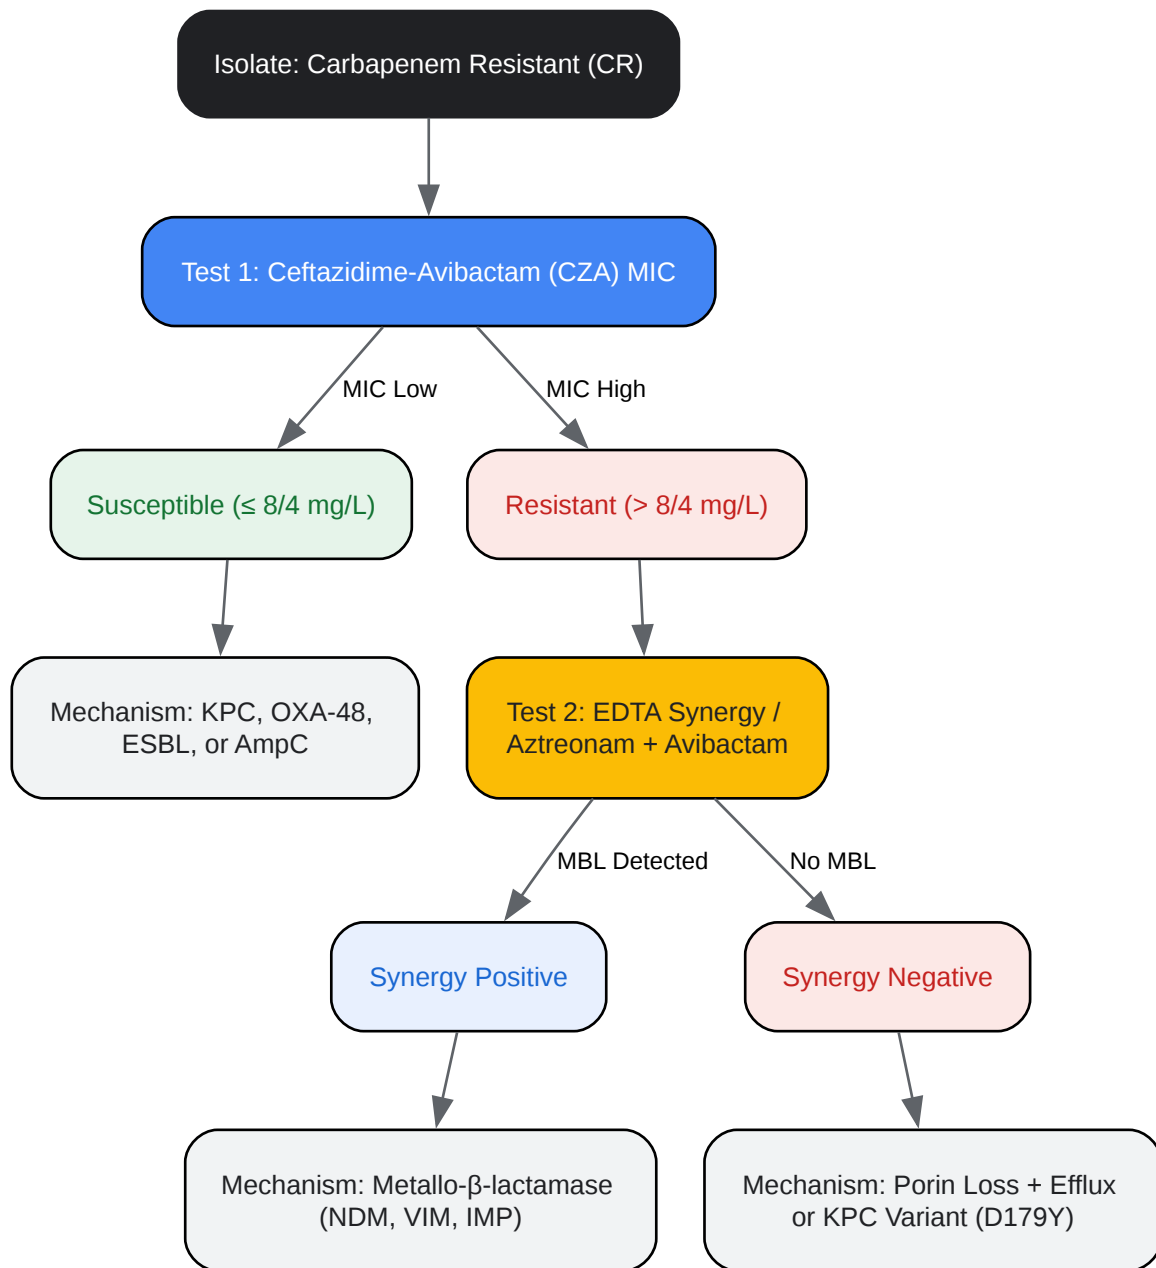 Isolate: Carbapenem Resistant (CR)
Test 1: Ceftazidime-Avibactam (CZA) MIC
MIC Low
MIC High
Susceptible (≤ 8/4 mg/L)
Resistant (> 8/4 mg/L)
Mechanism: KPC, OXA-48,
ESBL, or AmpC
Test 2: EDTA Synergy /
Aztreonam + Avibactam
MBL Detected
No MBL
Synergy Positive
Synergy Negative
Mechanism: Metallo-β-lactamase
(NDM, VIM, IMP)
Mechanism: Porin Loss + Efflux
or KPC Variant (D179Y)